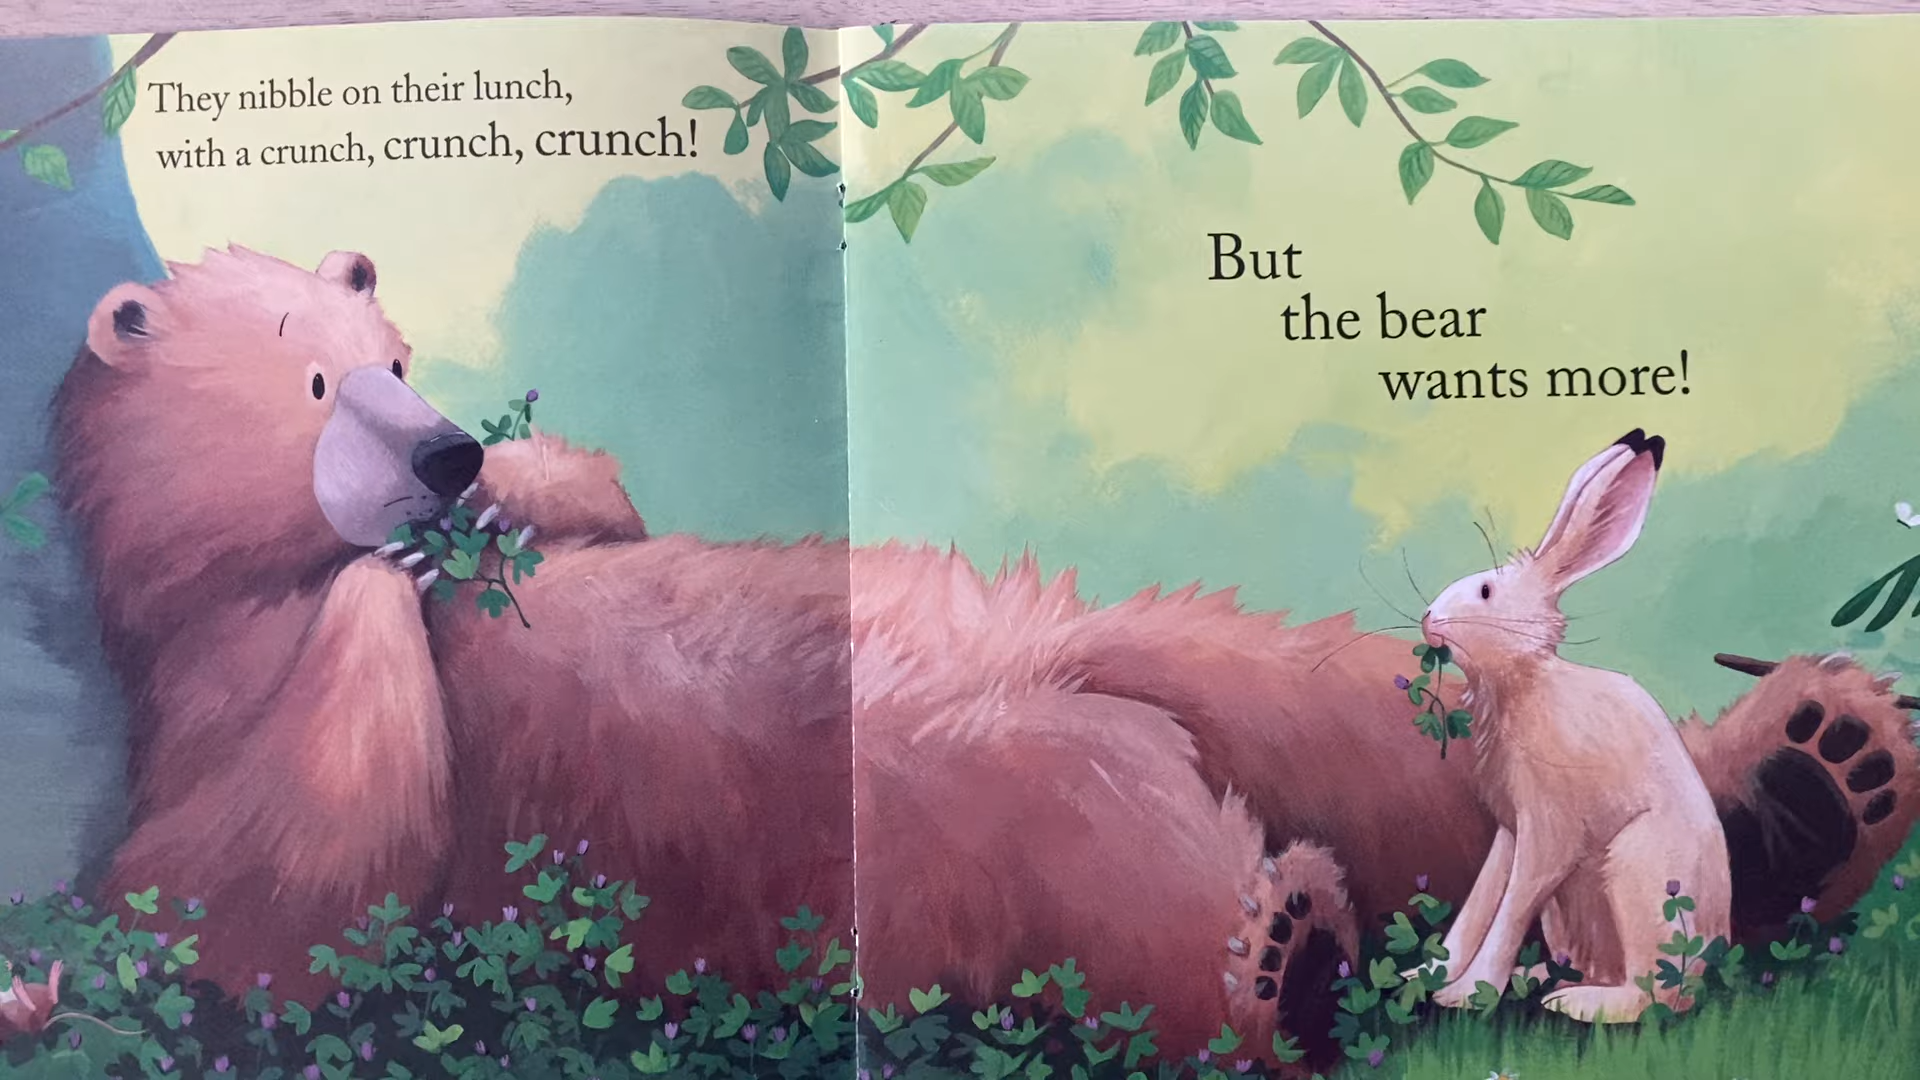 They nibble on their lunch,
with a crunch, crunch, crunch!
But
the bear
wants more!